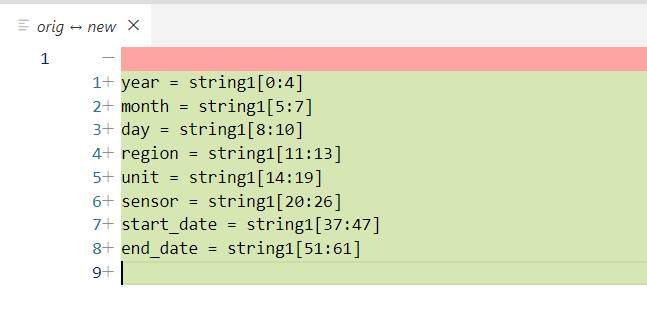 orig ↔ new ×
1 −
1+ year = string1[0:4]
2+ month = string1[5:7]
3+ day = string1[8:10]
4+ region = string1[11:13]
5+ unit = string1[14:19]
6+ sensor = string1[20:26]
7+ start_date = string1[37:47]
8+ end_date = string1[51:61]
9+